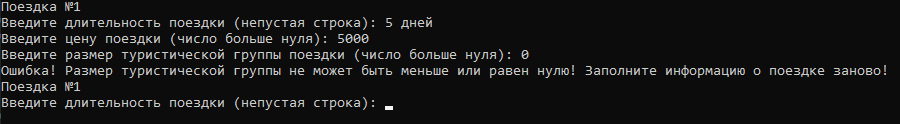 Поездка №1
Введите длительность поездки (непустая строка): 5 дней
Введите цену поездки (число больше нуля): 5000
Введите размер туристической группы поездки (число больше нуля): 0
Ошибка! Размер туристической группы не может быть меньше или равен нулю! Заполните информацию о поездке заново!
Поездка №1
Введите длительность поездки (непустая строка):